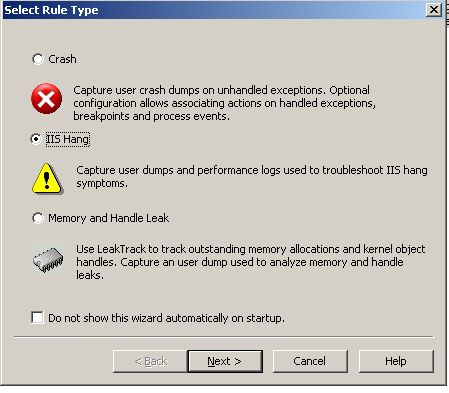 Select Rule Type
Crash
Capture user crash dumps on unhandled exceptions. Optional
configuration allows associating actions on handled exceptions,
breakpoints and process events.
IIS Hang
Capture user dumps and performance logs used to troubleshoot IIS hang
symptoms.
Memory and Handle Leak
Use LeakTrack to track outstanding memory allocations and kernel object
handles. Capture an user dump used to analyze memory and handle
leaks.
Do not show this wizard automatically on startup.
< Back Next > Cancel Help